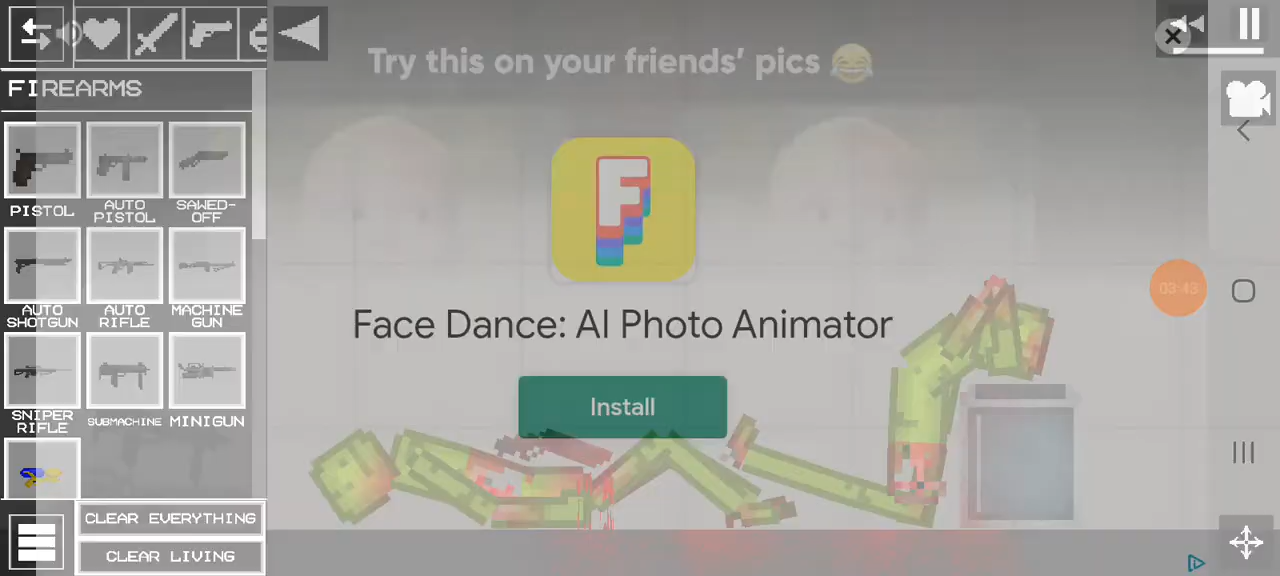 Try this on your friends' pics 😂
FIREARMS
PISTOL
AUTO
PISTOL
SAWED-
OFF
AUTO
SHOTGUN
AUTO
RIFLE
MACHINE
GUN
SNIPER
RIFLE
SUBMACHINE
MINIGUN
CLEAR EVERYTHING
CLEAR LIVING
F
Face Dance: AI Photo Animator
Install
03:43